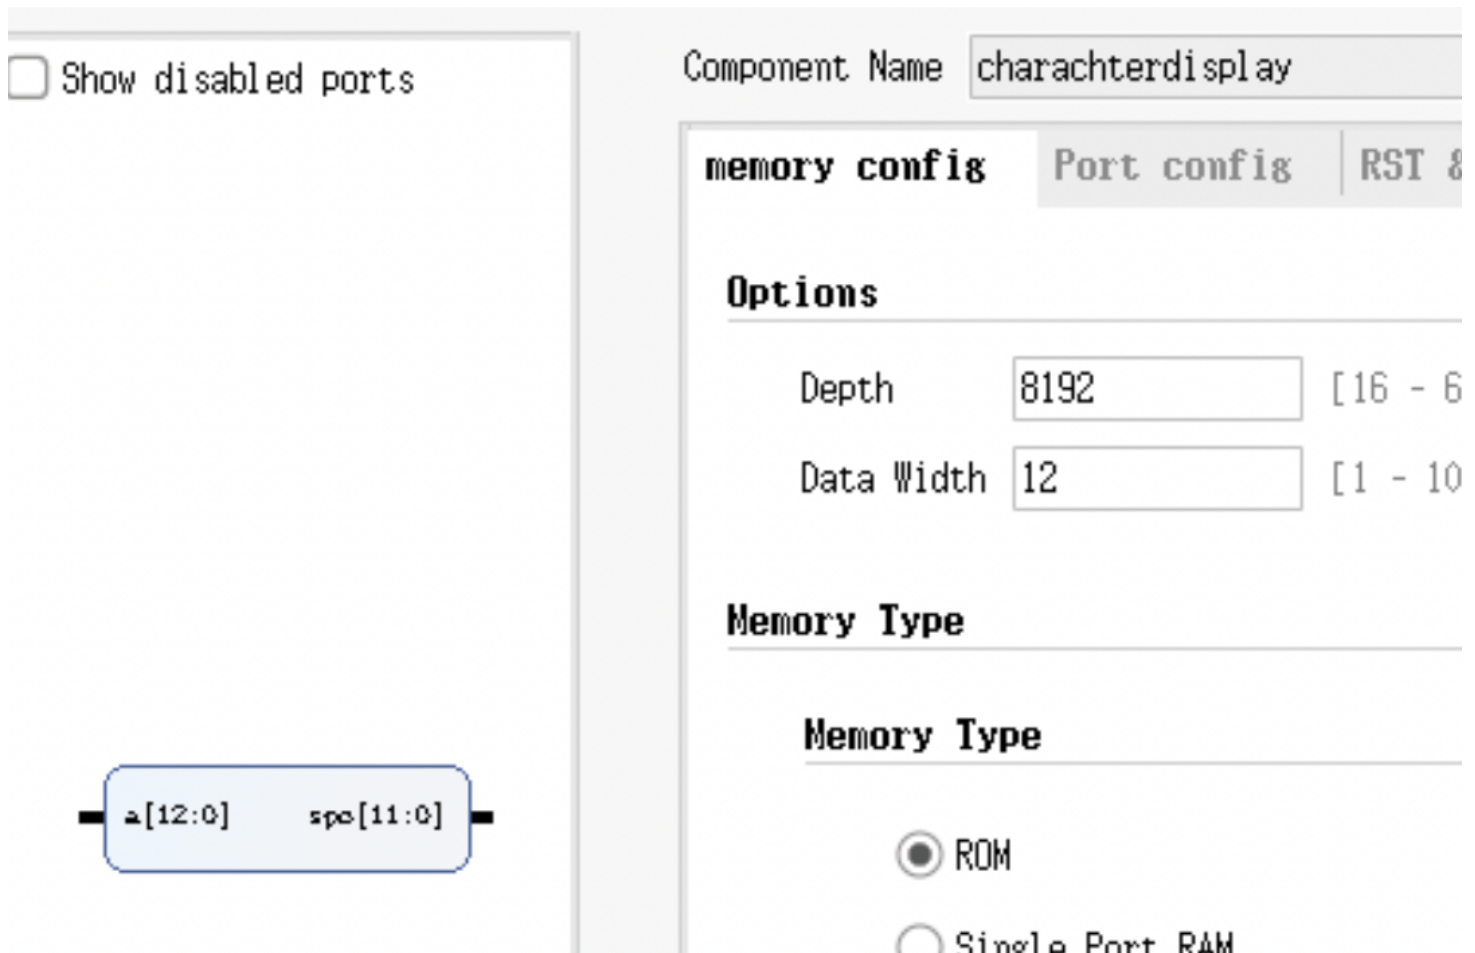 Show disabled ports
Component Name charachterdisplay
memory config Port config RST &
Options
Depth 8192 [16 - 6
Data Width 12 [1 - 10
Memory Type
Memory Type
a[12:0] spo[11:0]
ROM
Single Port RAM